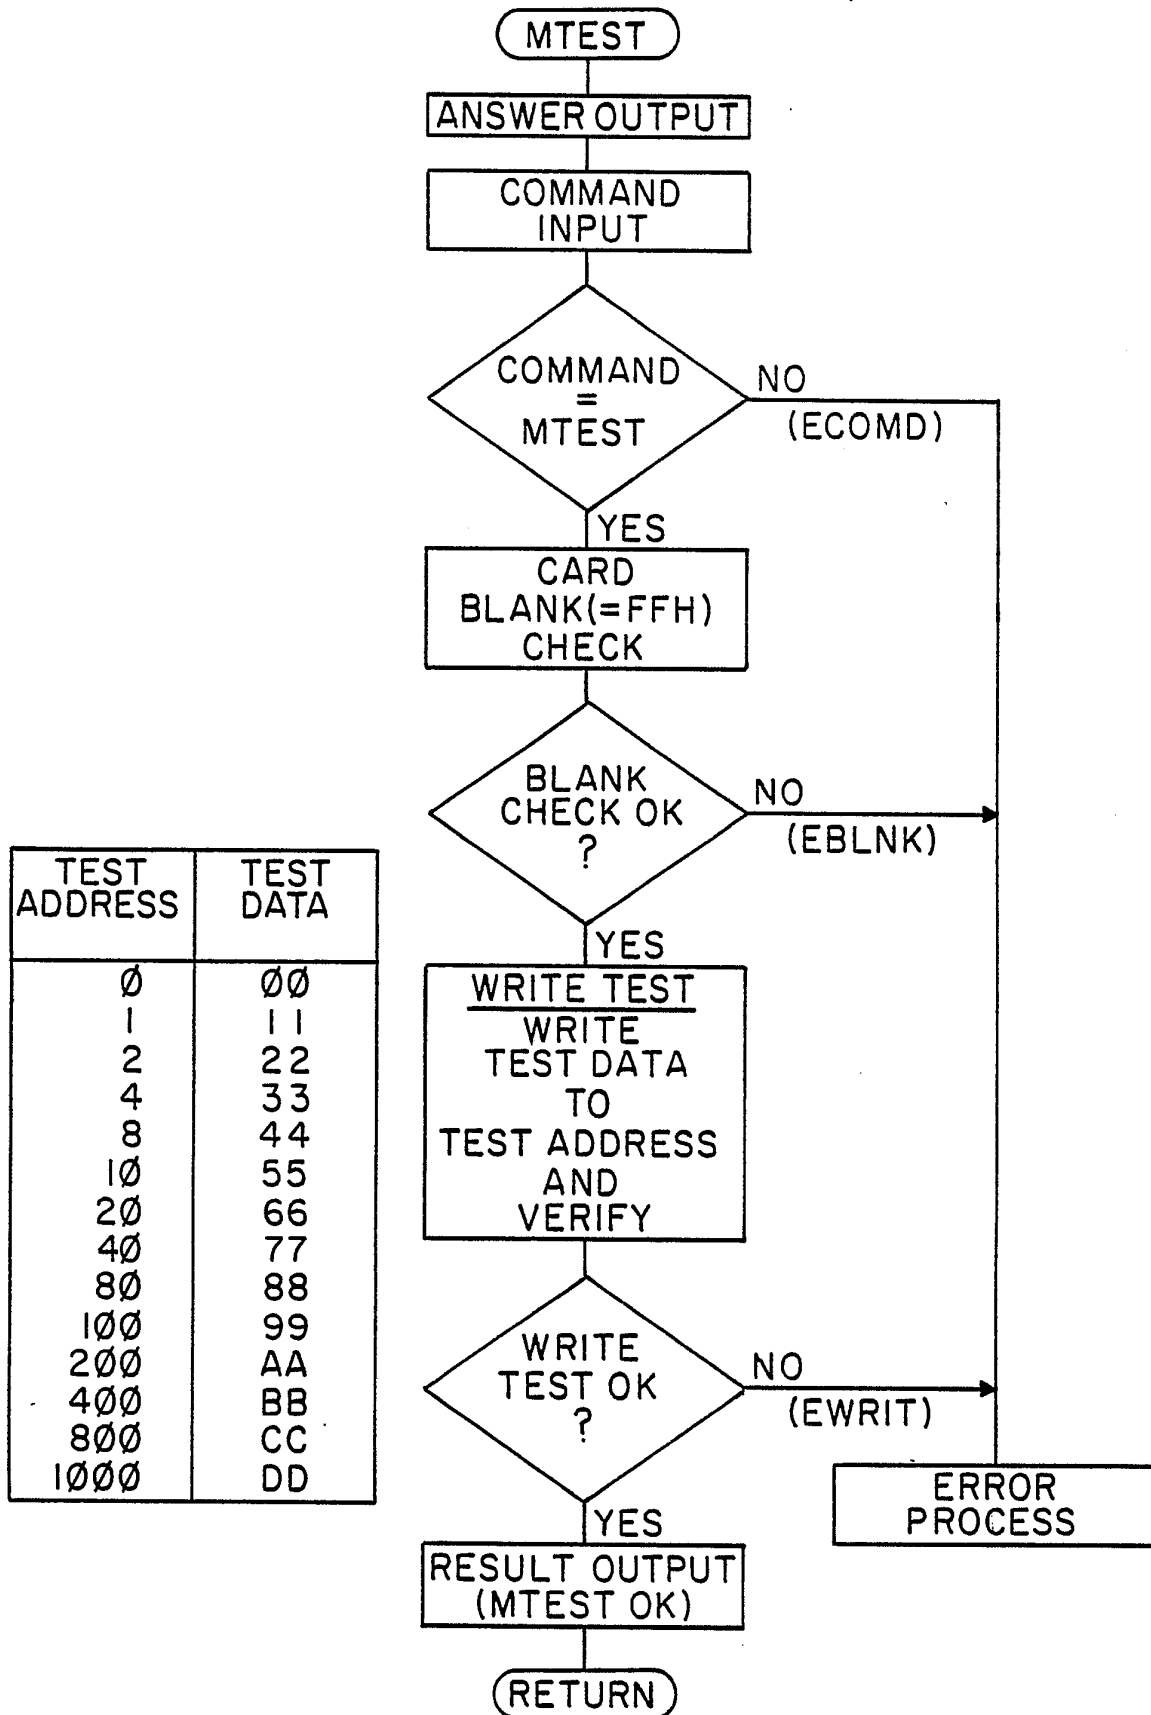 MTEST
ANSWER OUTPUT
COMMAND
INPUT
COMMAND
=
MTEST
NO
(ECOMD)
YES
CARD
BLANK(=FFH)
CHECK
BLANK
CHECK OK
?
NO
(EBLNK)
YES
WRITE TEST
WRITE
TEST DATA
TO
TEST ADDRESS
AND
VERIFY
WRITE
TEST OK
?
NO
(EWRIT)
YES
RESULT OUTPUT
(MTEST OK)
RETURN
ERROR
PROCESS
TEST ADDRESS TEST DATA
Ø ØØ
1 11
2 22
4 33
8 44
1Ø 55
2Ø 66
4Ø 77
8Ø 88
1ØØ 99
2ØØ AA
4ØØ BB
8ØØ CC
1ØØØ DD